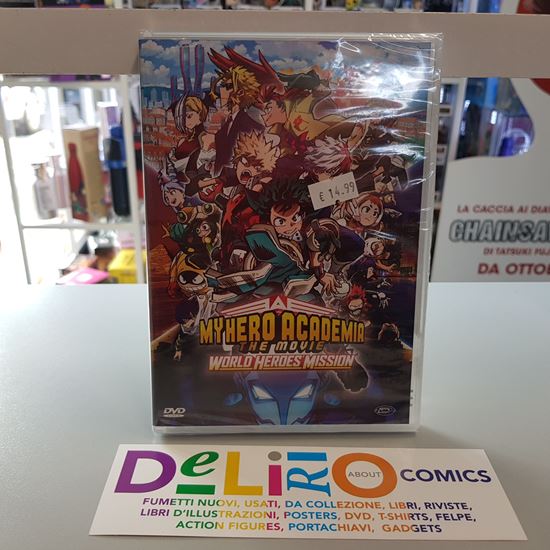 € 14.99
LA CACCIA AI DIA
CHAINSA
DI TATSUKI FUJ
DA OTTO
MY HERO ACADEMIA
THE MOVIE
WORLD HEROES' MISSION
DVD
DELIRIO ABOUT COMICS
FUMETTI NUOVI, USATI, DA COLLEZIONE, LIBRI, RIVISTE,
LIBRI D'ILLUSTRAZIONI, POSTERS, DVD, T-SHIRTS, FELPE,
ACTION FIGURES, PORTACHIAVI, GADGETS